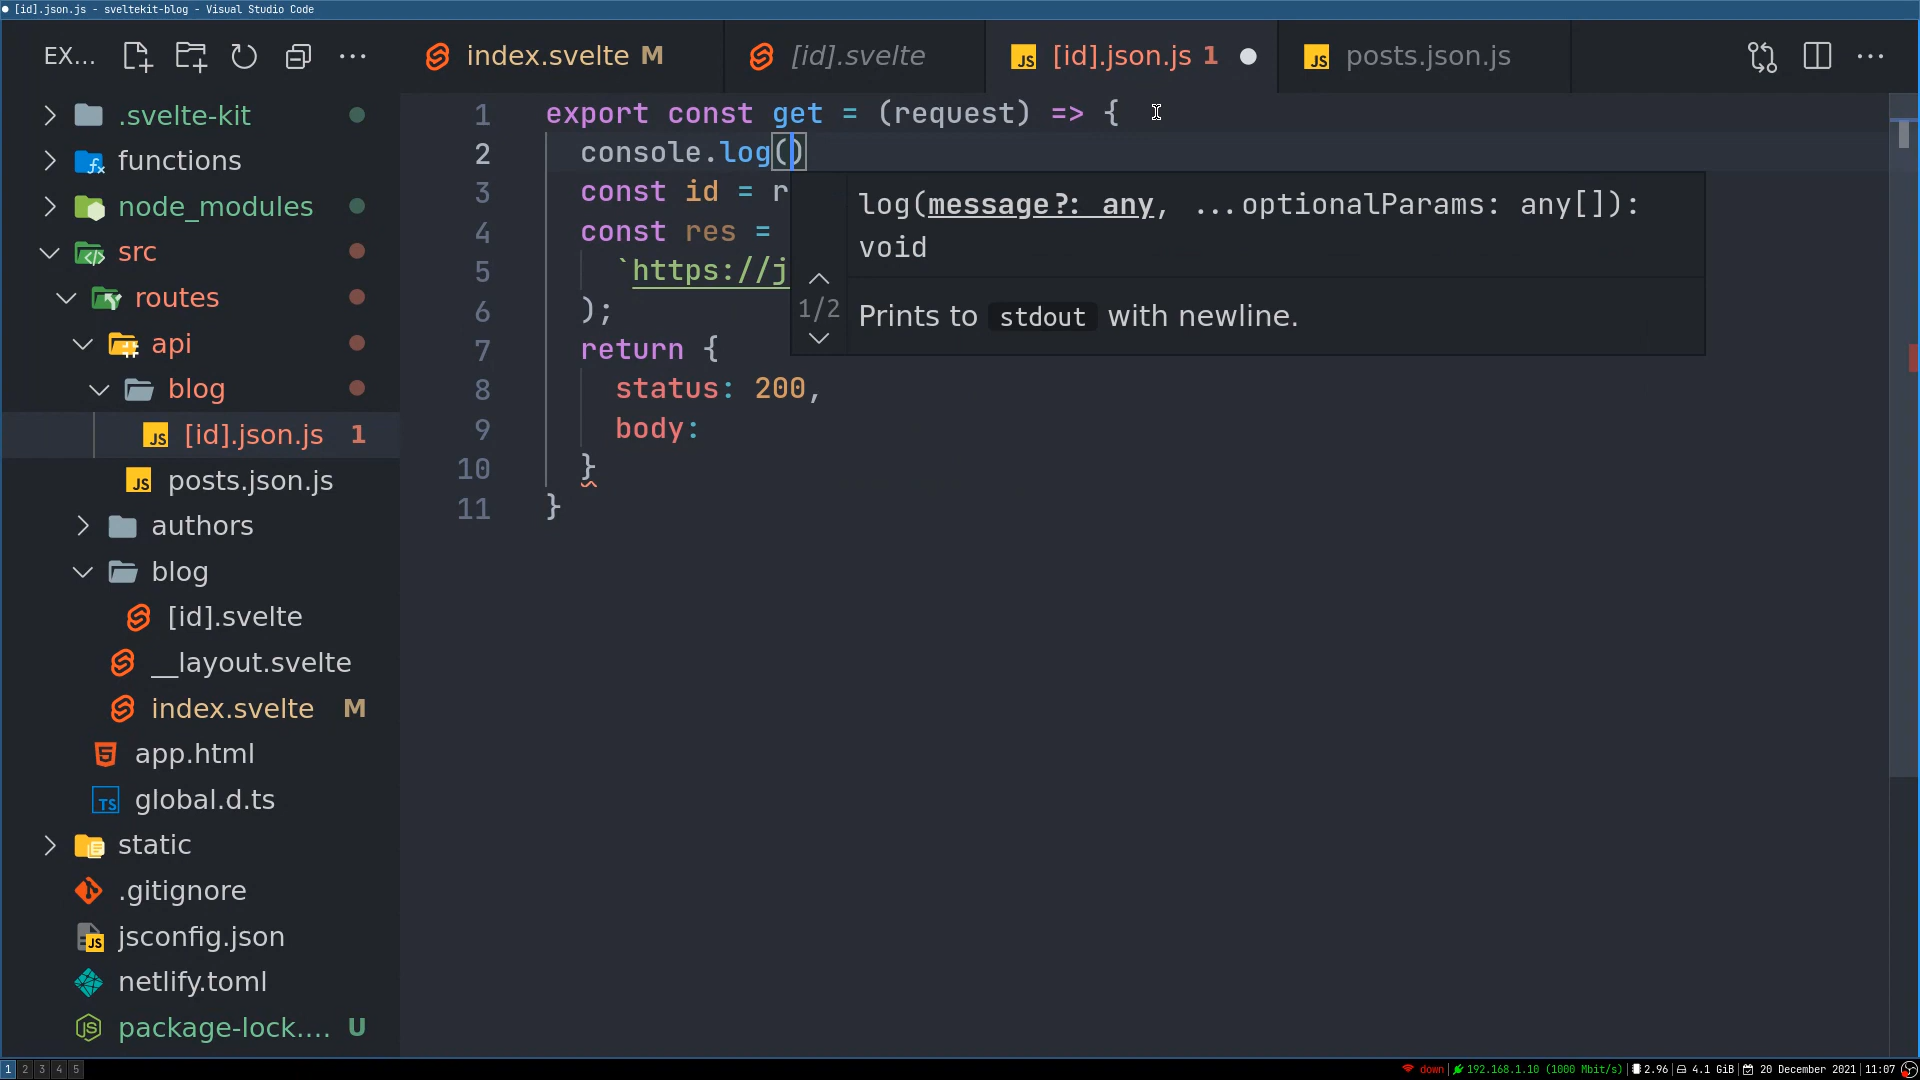 [id].json.js - sveltekit-blog - Visual Studio Code
EX...
index.svelte M
[id].svelte
[id].json.js 1
posts.json.js
.svelte-kit
functions
node_modules
src
routes
api
blog
[id].json.js 1
posts.json.js
authors
blog
[id].svelte
__layout.svelte
index.svelte M
app.html
global.d.ts
static
.gitignore
jsconfig.json
netlify.toml
package-lock.... U
1 export const get = (request) => {
2 console.log()
3 const id = r
4 const res =
5 `https://j
6 );
7 return {
8 status: 200,
9 body:
10 }
11 }
log(message?: any, ...optionalParams: any[]):
void
1/2
Prints to stdout with newline.
1 2 3 4 5
down 192.168.1.10 (1000 Mbit/s) 2.96 4.1 GiB 20 December 2021 11:07